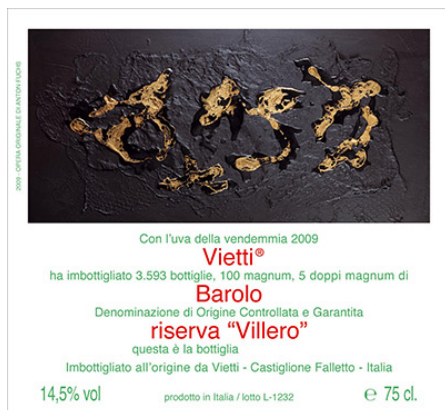 2009 - OPERA ORIGINALE DI ANTON FUCHS
Con l'uva della vendemmia 2009
Vietti®
ha imbottigliato 3.593 bottiglie, 100 magnum, 5 doppi magnum di
Barolo
Denominazione di Origine Controllata e Garantita
riserva “Villero”
questa è la bottiglia
Imbottigliato all'origine da Vietti - Castiglione Falletto - Italia
14,5% vol
prodotto in Italia / lotto L-1232
℮ 75 cl.